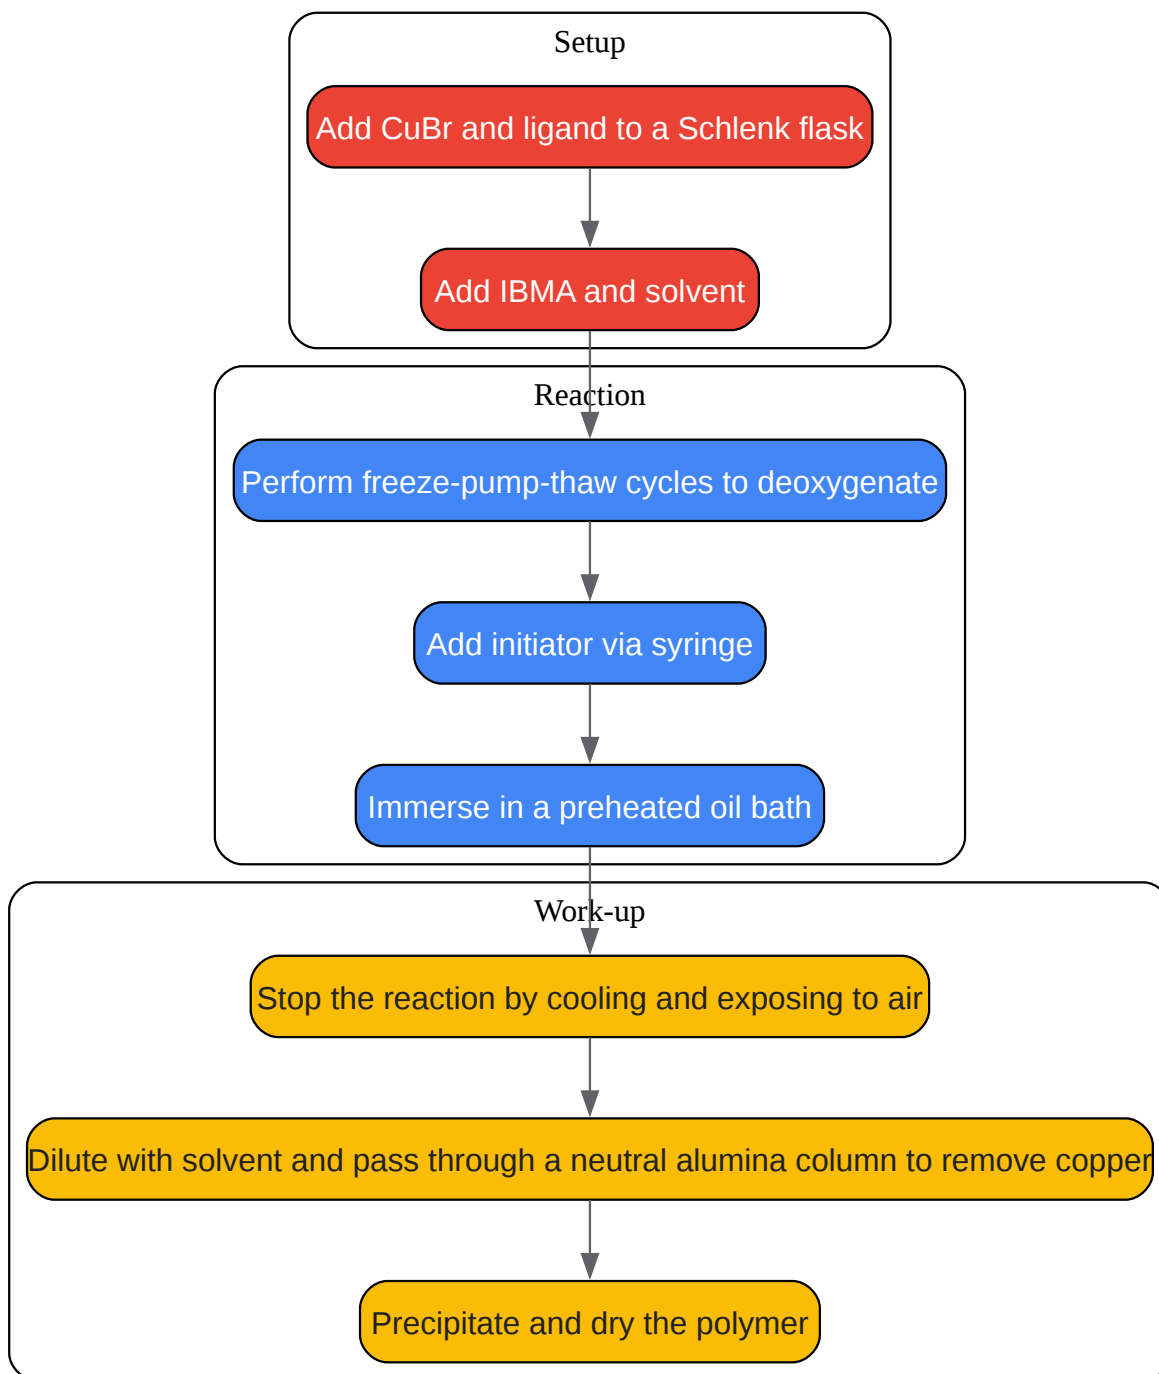 Setup
Add CuBr and ligand to a Schlenk flask
Add IBMA and solvent
Reaction
Perform freeze-pump-thaw cycles to deoxygenate
Add initiator via syringe
Immerse in a preheated oil bath
Work-up
Stop the reaction by cooling and exposing to air
Dilute with solvent and pass through a neutral alumina column to remove copper
Precipitate and dry the polymer